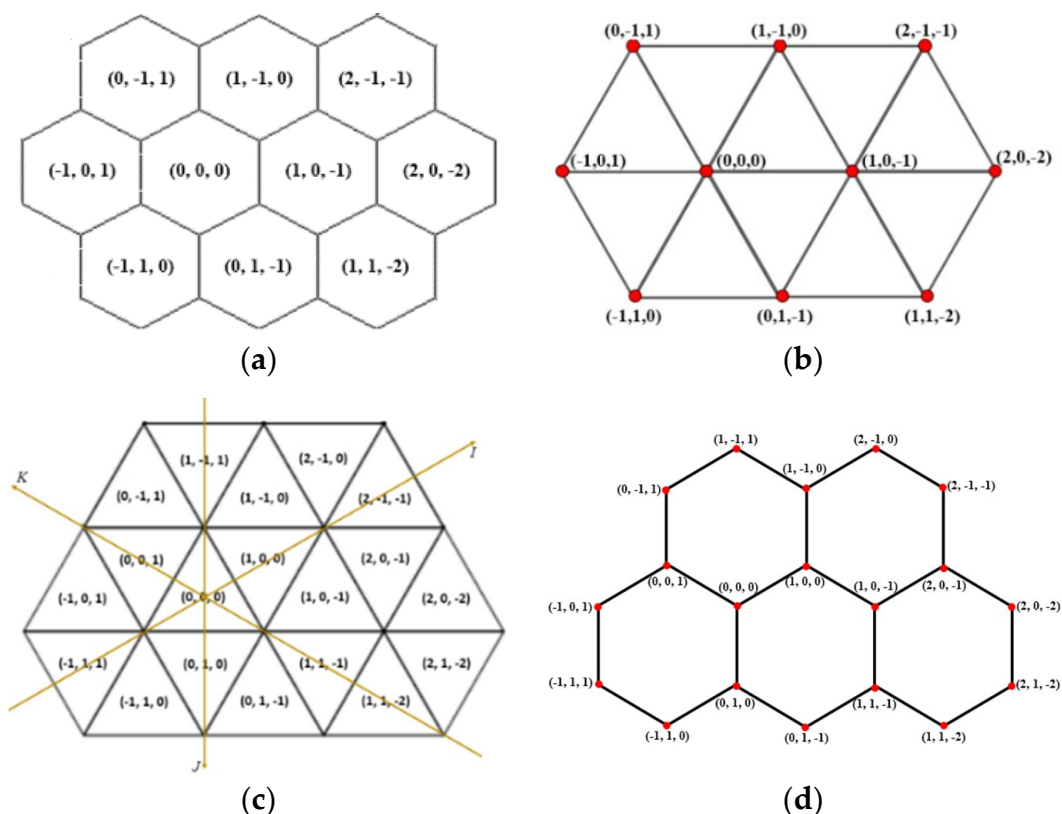 (0, -1, 1) (1, -1, 0) (2, -1, -1)
(-1, 0, 1) (0, 0, 0) (1, 0, -1) (2, 0, -2)
(-1, 1, 0) (0, 1, -1) (1, 1, -2)
(a)
(0,-1,1) (1,-1,0) (2,-1,-1)
(-1,0,1) (0,0,0) (1,0,-1) (2,0,-2)
(-1,1,0) (0,1,-1) (1,1,-2)
(b)
K I
(1, -1, 1) (2, -1, 0)
(0, -1, 1) (1, -1, 0) (2, -1, -1)
(0, 0, 1) (1, 0, 0) (2, 0, -1)
(-1, 0, 1) (0, 0, 0) (1, 0, -1) (2, 0, -2)
(-1, 1, 1) (0, 1, 0) (1, 1, -1) (2, 1, -2)
(-1, 1, 0) (0, 1, -1) (1, 1, -2)
J
(c)
(1, -1, 1) (2, -1, 0)
(0, -1, 1) (1, -1, 0) (2, -1, -1)
(0, 0, 1) (1, 0, 0) (2, 0, -1)
(-1, 0, 1) (0, 0, 0) (1, 0, -1) (2, 0, -2)
(-1, 1, 1) (0, 1, 0) (1, 1, -1) (2, 1, -2)
(-1, 1, 0) (0, 1, -1) (1, 1, -2)
(d)